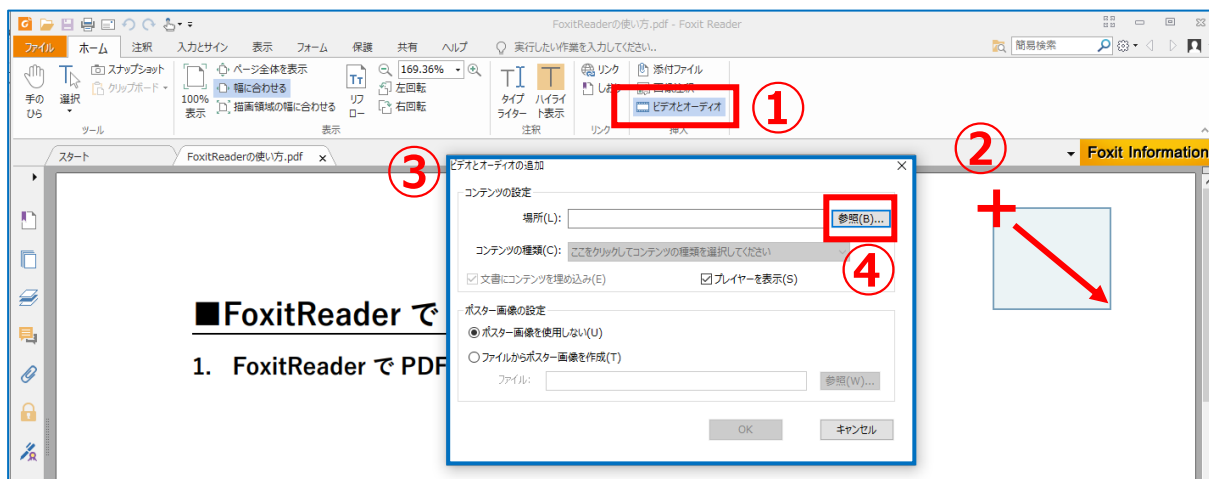 FoxitReaderの使い方.pdf - Foxit Reader
ファイル ホーム 注釈 入力とサイン 表示 フォーム 保護 共有 ヘルプ 実行したい作業を入力してください.. 簡易検索
手の
ひら
選択
スナップショット
クリップボード
ツール
100%
表示
ページ全体を表示
幅に合わせる
描画領域の幅に合わせる
リフ
ロー
169.36%
左回転
右回転
表示
タイプ
ライター
ハイライ
ト表示
注釈
リンク
しお
リンク
添付ファイル
画像注釈
ビデオとオーディオ
挿入
①
スタート
FoxitReaderの使い方.pdf x
Foxit Information
②
③
ビデオとオーディオの追加
コンテンツの設定
場所(L): 参照(B)...
コンテンツの種類(C): ここをクリックしてコンテンツの種類を選択してください
④
文書にコンテンツを埋め込み(E) プレイヤーを表示(S)
ポスター画像の設定
ポスター画像を使用しない(U)
ファイルからポスター画像を作成(T)
ファイル: 参照(W)...
OK キャンセル
■FoxitReader で
1. FoxitReader で PDF